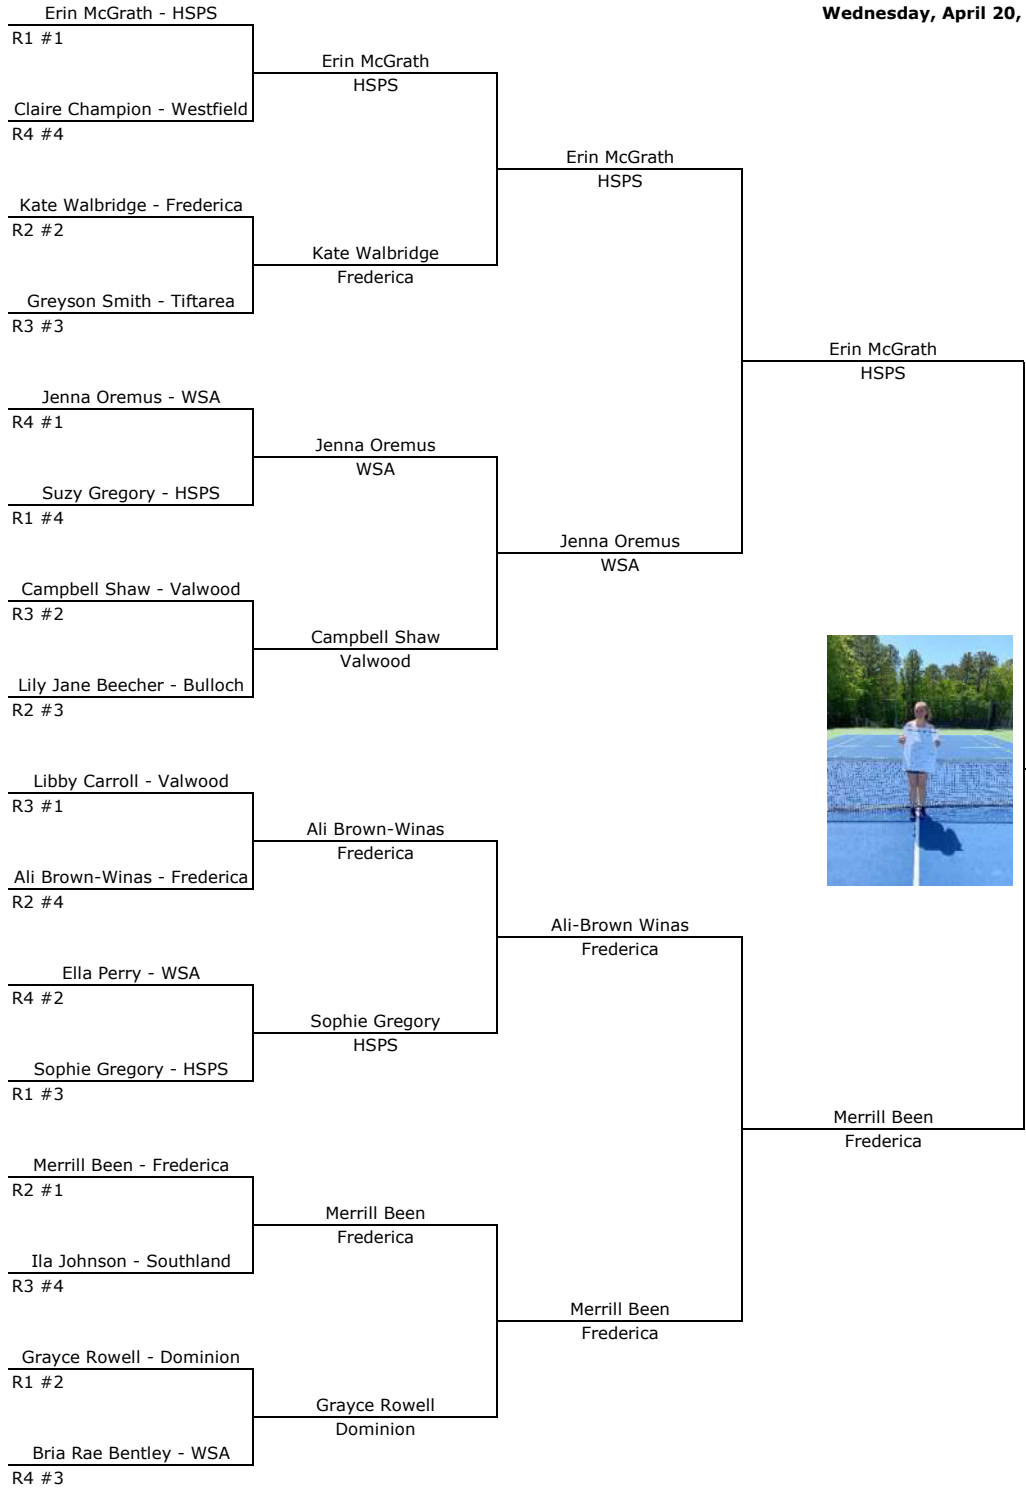 Erin McGrath - HSPS
Wednesday, April 20,
R1 #1
Erin McGrath
HSPS
Claire Champion - Westfield
R4 #4
Erin McGrath
HSPS
Kate Walbridge - Frederica
R2 #2
Kate Walbridge
Frederica
Greyson Smith - Tiftarea
R3 #3
Erin McGrath
HSPS
Jenna Oremus - WSA
R4 #1
Jenna Oremus
WSA
Suzy Gregory - HSPS
R1 #4
Jenna Oremus
WSA
Campbell Shaw - Valwood
R3 #2
Campbell Shaw
Valwood
Lily Jane Beecher - Bulloch
R2 #3
Libby Carroll - Valwood
R3 #1
Ali Brown-Winas
Frederica
Ali Brown-Winas - Frederica
R2 #4
Ali-Brown Winas
Frederica
Ella Perry - WSA
R4 #2
Sophie Gregory
HSPS
Sophie Gregory - HSPS
R1 #3
Merrill Been
Frederica
Merrill Been - Frederica
R2 #1
Merrill Been
Frederica
Ila Johnson - Southland
R3 #4
Merrill Been
Frederica
Grayce Rowell - Dominion
R1 #2
Grayce Rowell
Dominion
Bria Rae Bentley - WSA
R4 #3